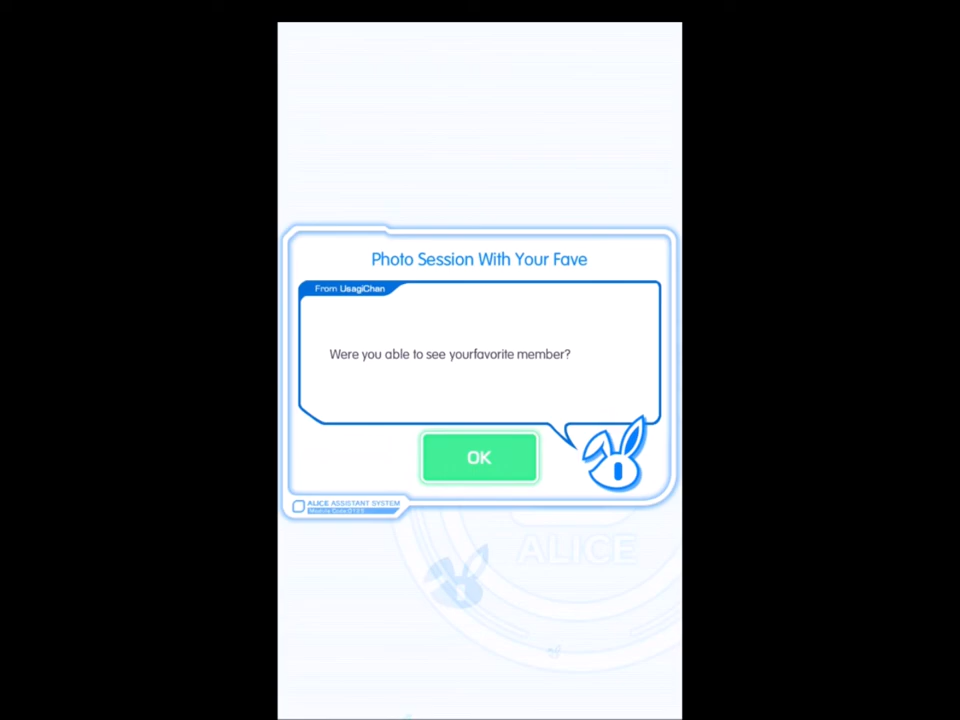 Photo Session With Your Fave
From UsagiChan
Were you able to see yourfavorite member?
OK
ALICE ASSISTANT SYSTEM
ALICE